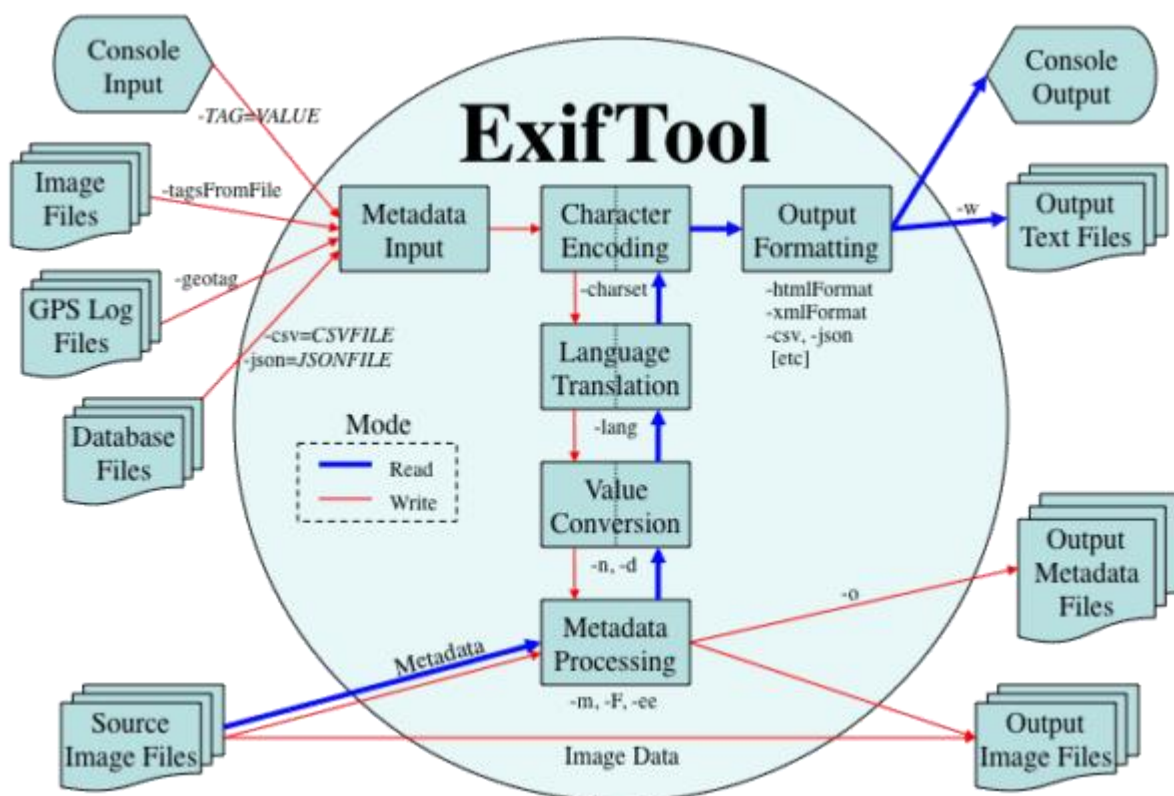 ExifTool
Console
Input
-TAG=VALUE
Image
Files
-tagsFromFile
GPS Log
Files
-geotag
Database
Files
-csv=CSVFILE
-json=JSONFILE
Metadata
Input
Character
Encoding
Output
Formatting
-htmlFormat
-xmlFormat
-csv, -json
[etc]
Console
Output
-w
Output
Text Files
-charset
Language
Translation
-lang
Value
Conversion
-n, -d
Mode
Read
Write
Metadata
Processing
-m, -F, -ee
Metadata
Source
Image Files
Image Data
-o
Output
Metadata
Files
Output
Image Files